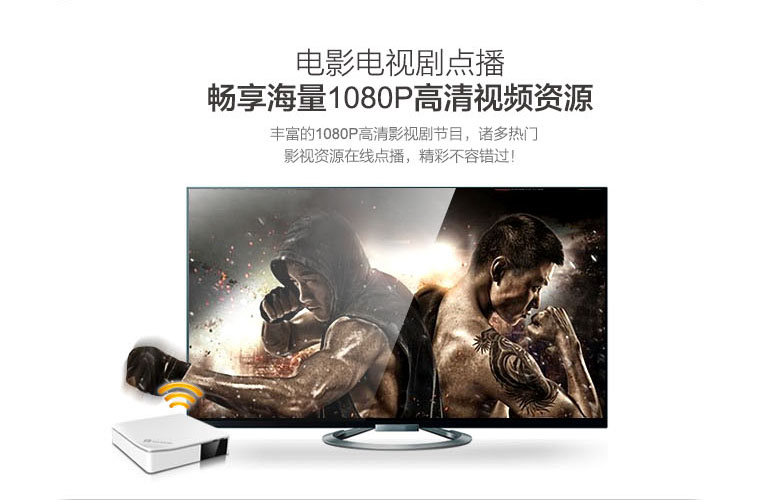 电影电视剧点播
畅享海量1080P高清视频资源
丰富的1080P高清影视剧节目，诸多热门
影视资源在线点播，精彩不容错过！